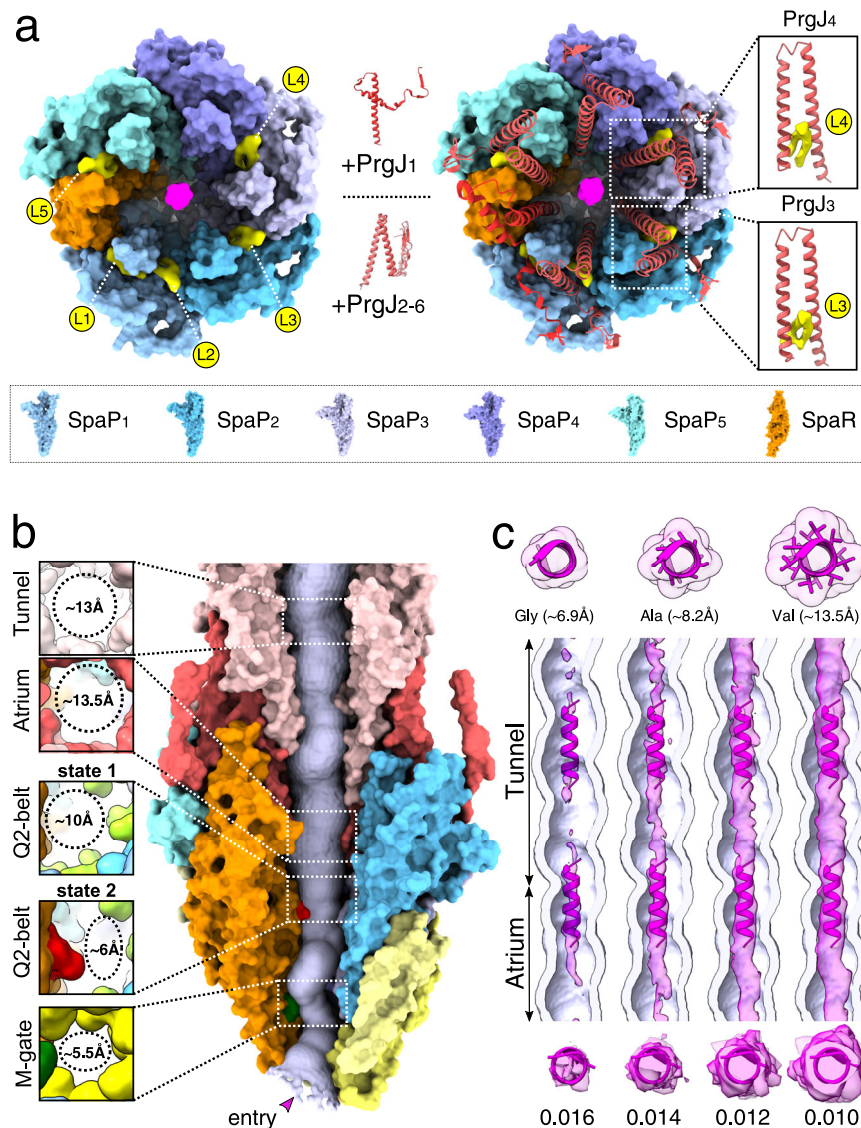 a
L4
L5
L1
L2
L3
+PrgJ1
+PrgJ2-6
PrgJ4
L4
PrgJ3
L3
SpaP1
SpaP2
SpaP3
SpaP4
SpaP5
SpaR
b
Tunnel
~13Å
Atrium
~13.5Å
state 1
Q2-belt
~10Å
state 2
Q2-belt
~6Å
M-gate
~5.5Å
entry
c
Gly (~6.9Å)
Ala (~8.2Å)
Val (~13.5Å)
Tunnel
Atrium
0.016
0.014
0.012
0.010